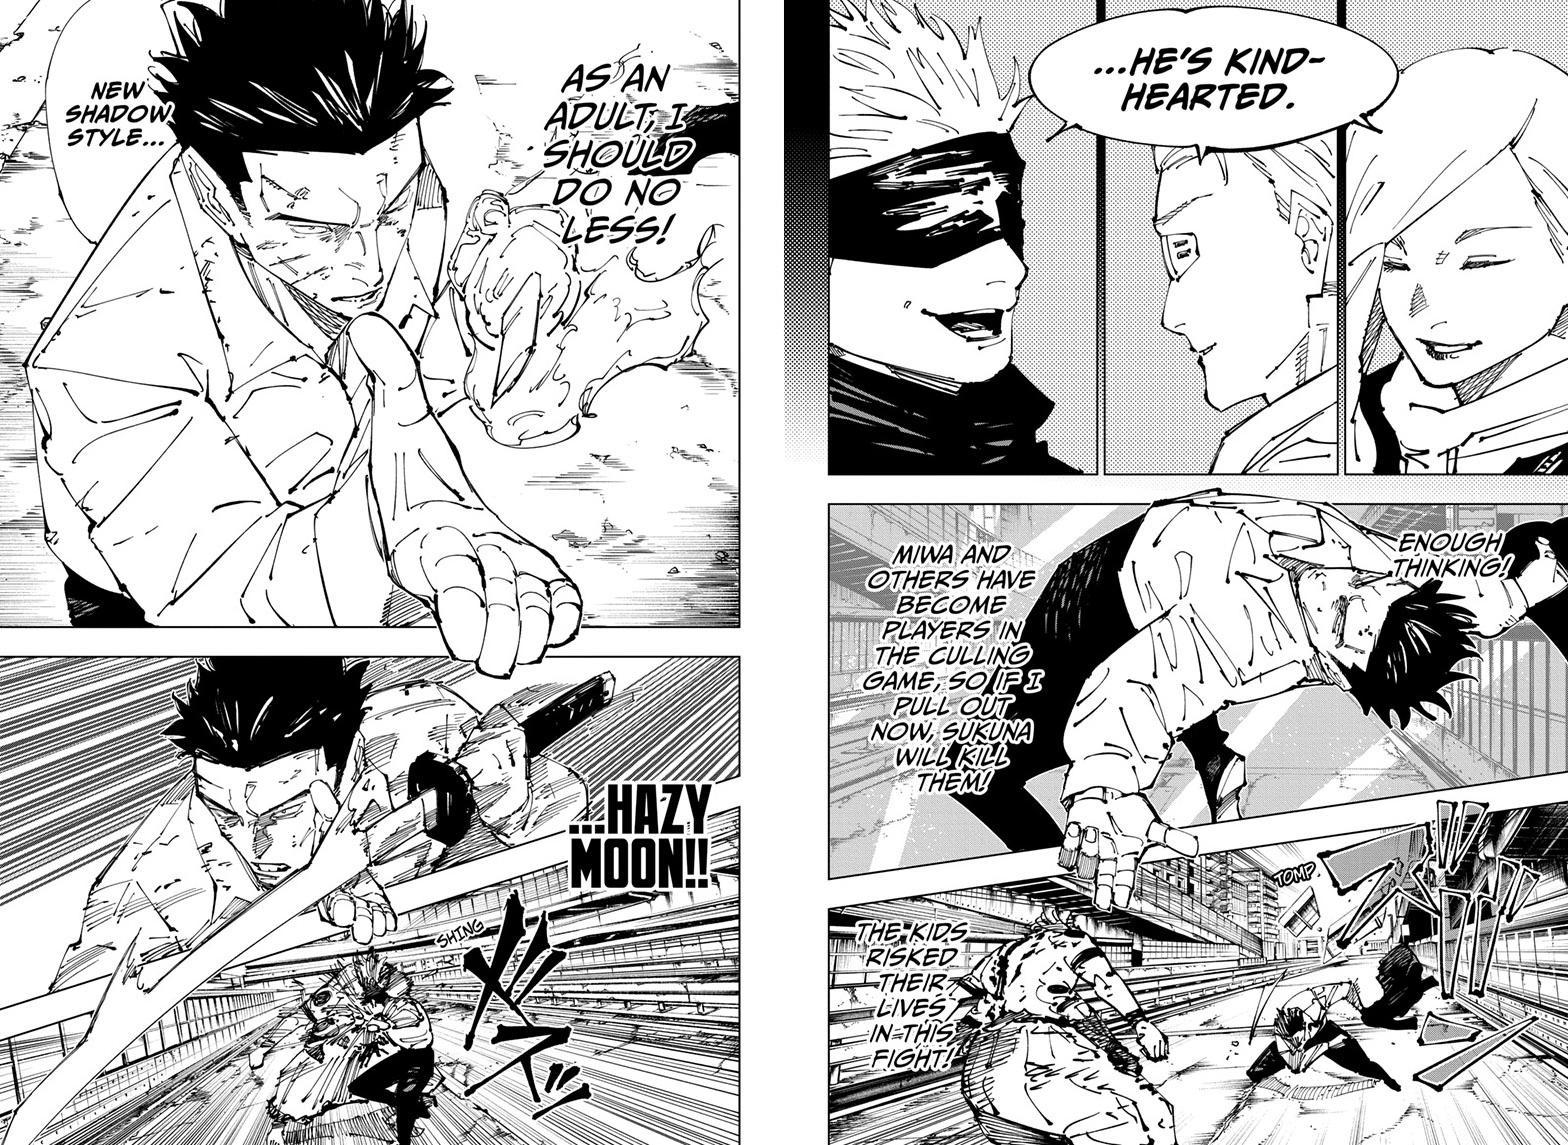 ...HE'S KIND-
HEARTED.
ENOUGH
THINKING!
MIWA AND
OTHERS HAVE
BECOME
PLAYERS IN
THE CULLING
GAME, SO IF I
PULL OUT
NOW, SUKUNA
WILL KILL
THEM!
TOMP
THE KIDS
RISKED
THEIR
LIVES
IN THIS
FIGHT!
AS AN
ADULT, I
SHOULD
DO NO
LESS!
NEW
SHADOW
STYLE...
...HAZY
MOON!!
SHING